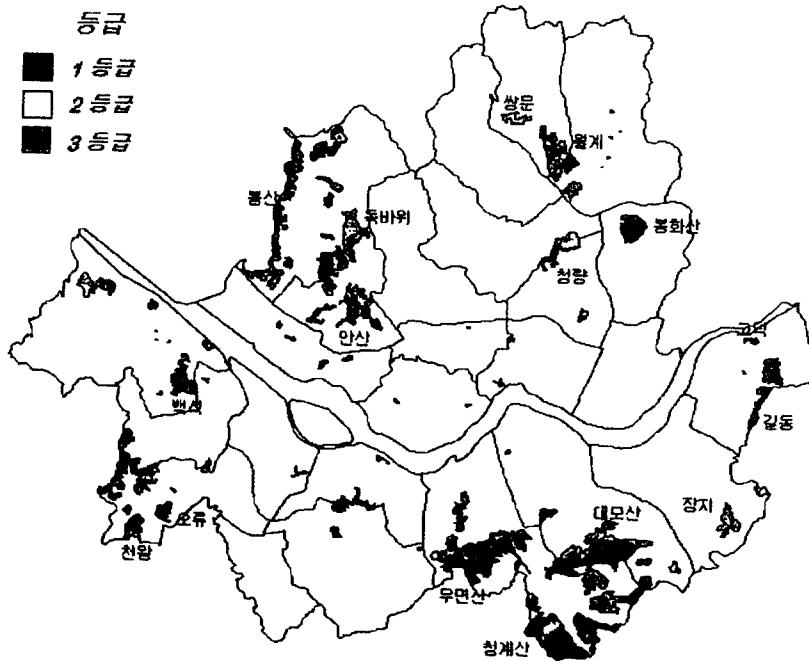 등급
1 등급
2 등급
3 등급
쌍문
월계
봉산
독바위
봉화산
청량
안산
고덕
백석
길동
장지
오류
대모산
천왕
우면산
청계산